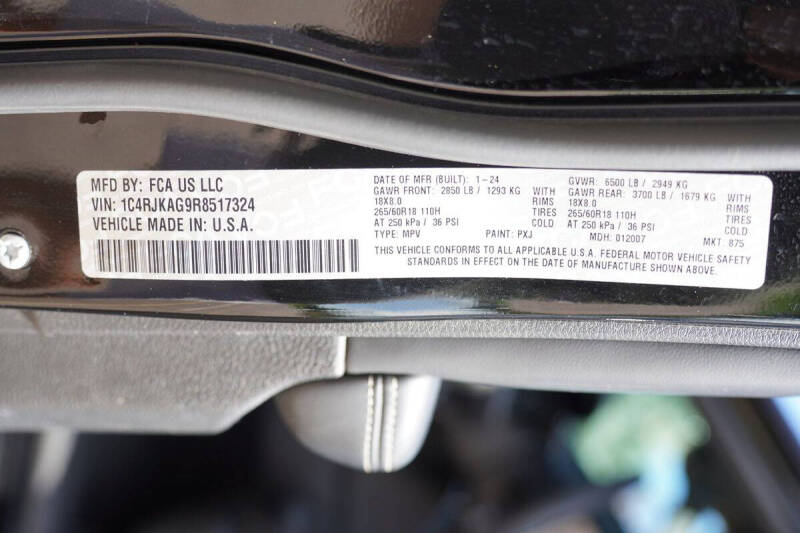 MFD BY: FCA US LLC
VIN: 1C4RJKAG9R8517324
VEHICLE MADE IN: U.S.A.
DATE OF MFR (BUILT): 1-24 GVWR: 6500 LB / 2949 KG
GAWR FRONT: 2850 LB / 1293 KG WITH GAWR REAR: 3700 LB / 1679 KG WITH
18X8.0 RIMS 18X8.0 RIMS
265/60R18 110H TIRES 265/60R18 110H TIRES
AT 250 kPa / 36 PSI COLD AT 250 kPa / 36 PSI COLD
TYPE: MPV PAINT: PXJ MDH: 012007 MKT: 875
THIS VEHICLE CONFORMS TO ALL APPLICABLE U.S.A. FEDERAL MOTOR VEHICLE SAFETY
STANDARDS IN EFFECT ON THE DATE OF MANUFACTURE SHOWN ABOVE.